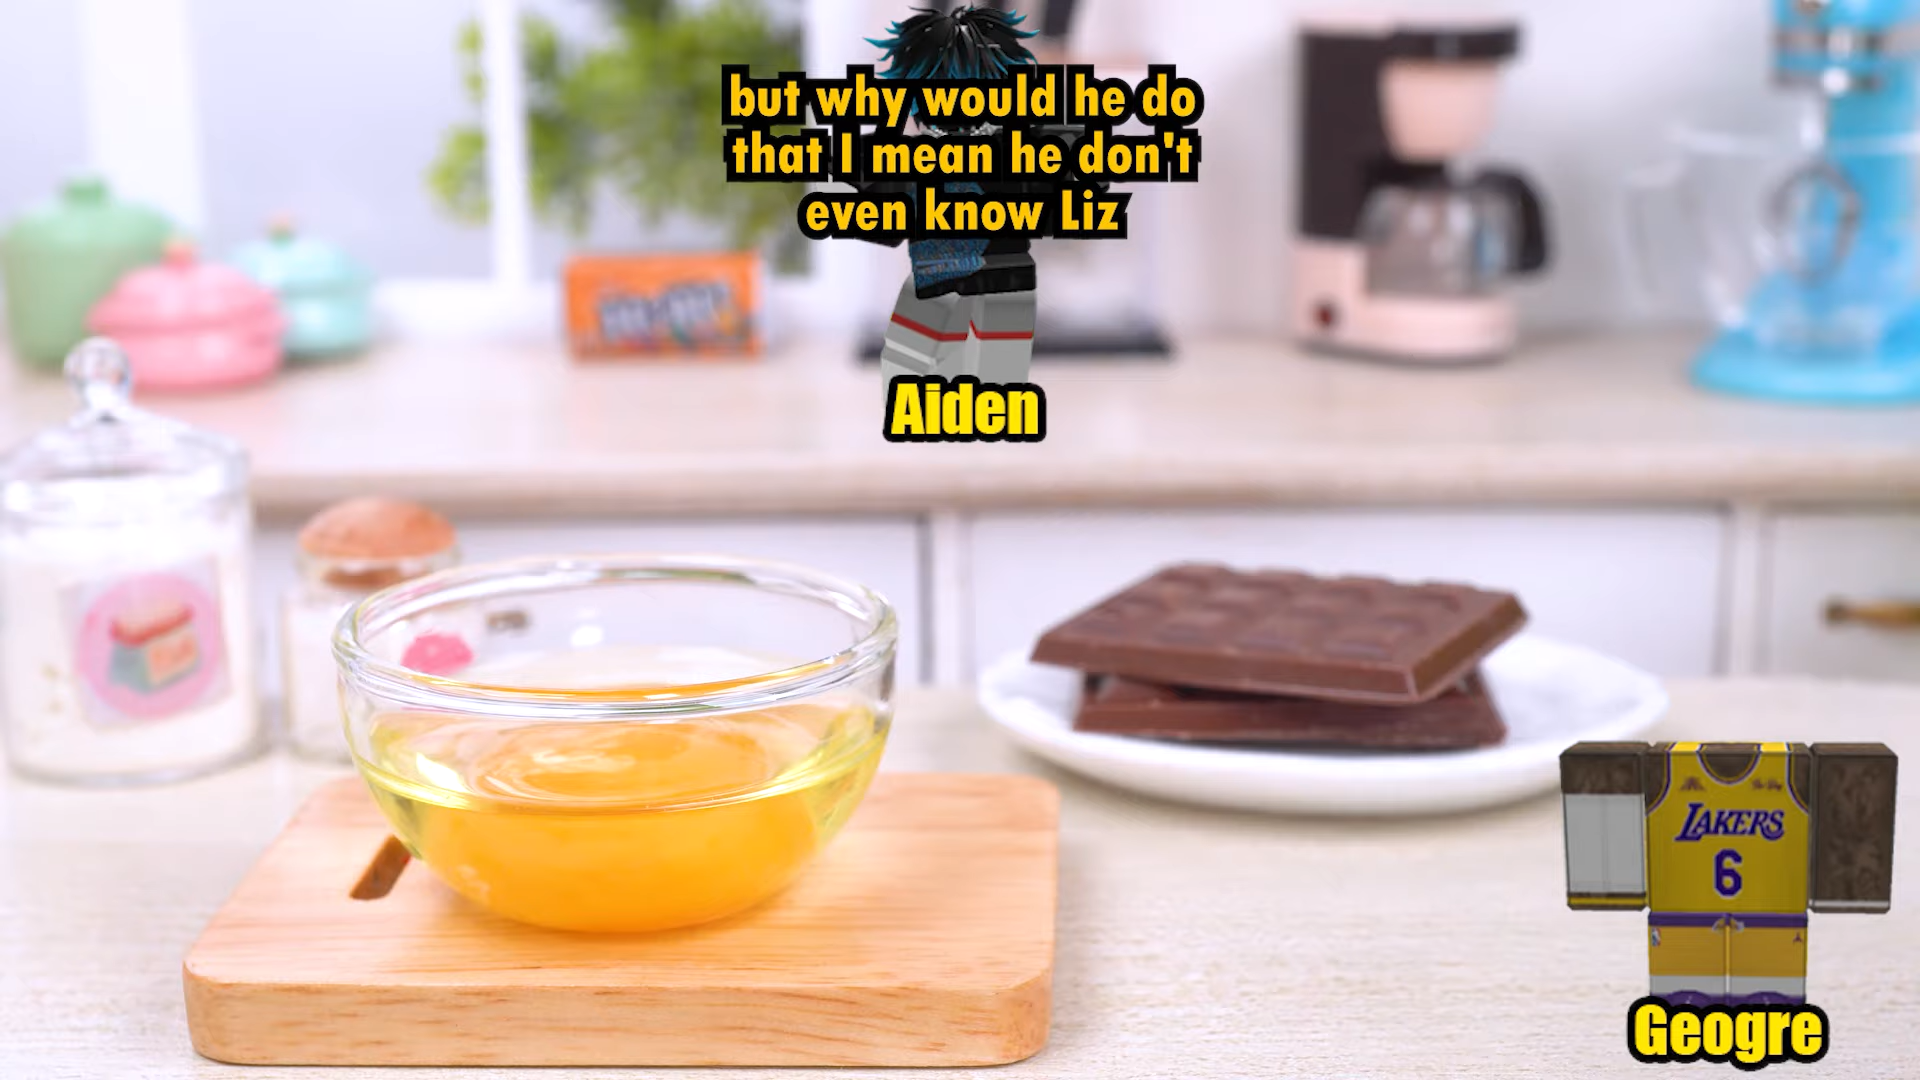 but why would he do
that I mean he don't
even know Liz
Aiden
LAKERS
6
Geogre